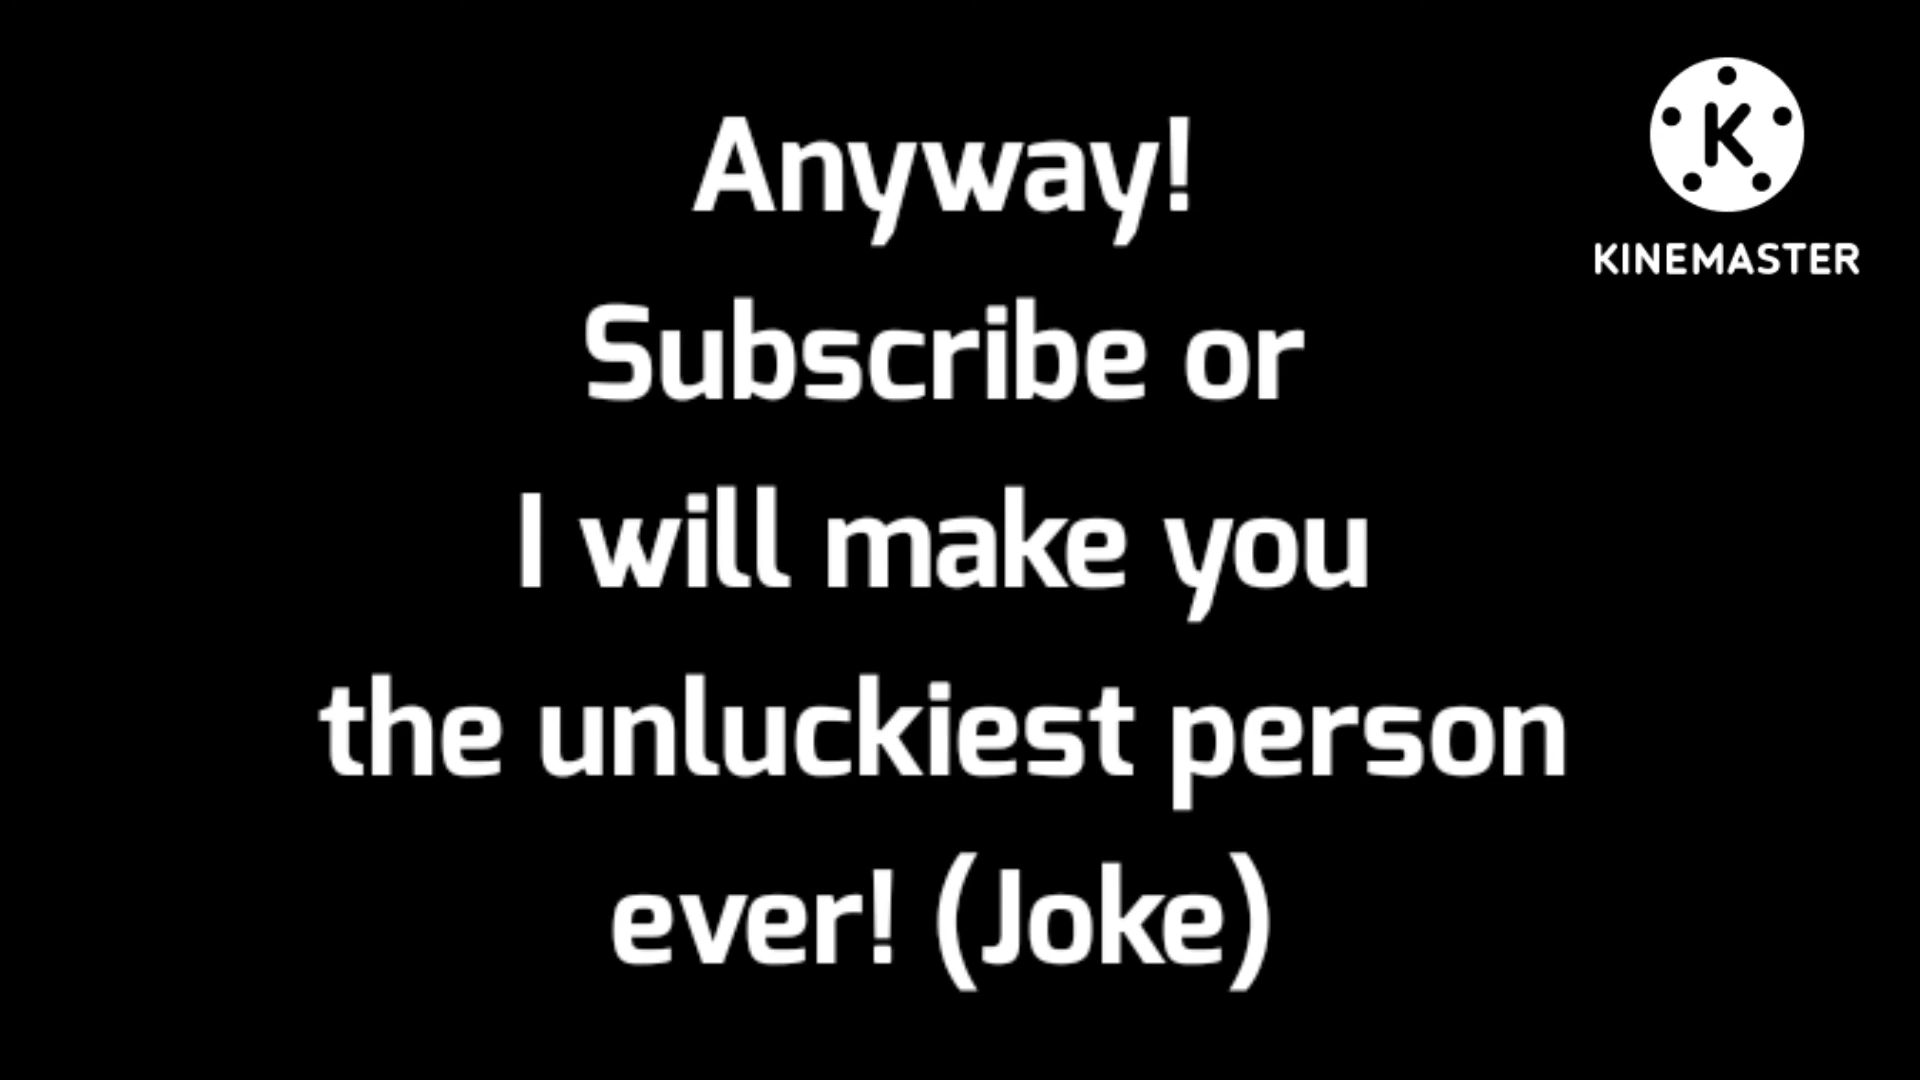 Anyway!
K
KINEMASTER
Subscribe or
I will make you
the unluckiest person
ever! (Joke)